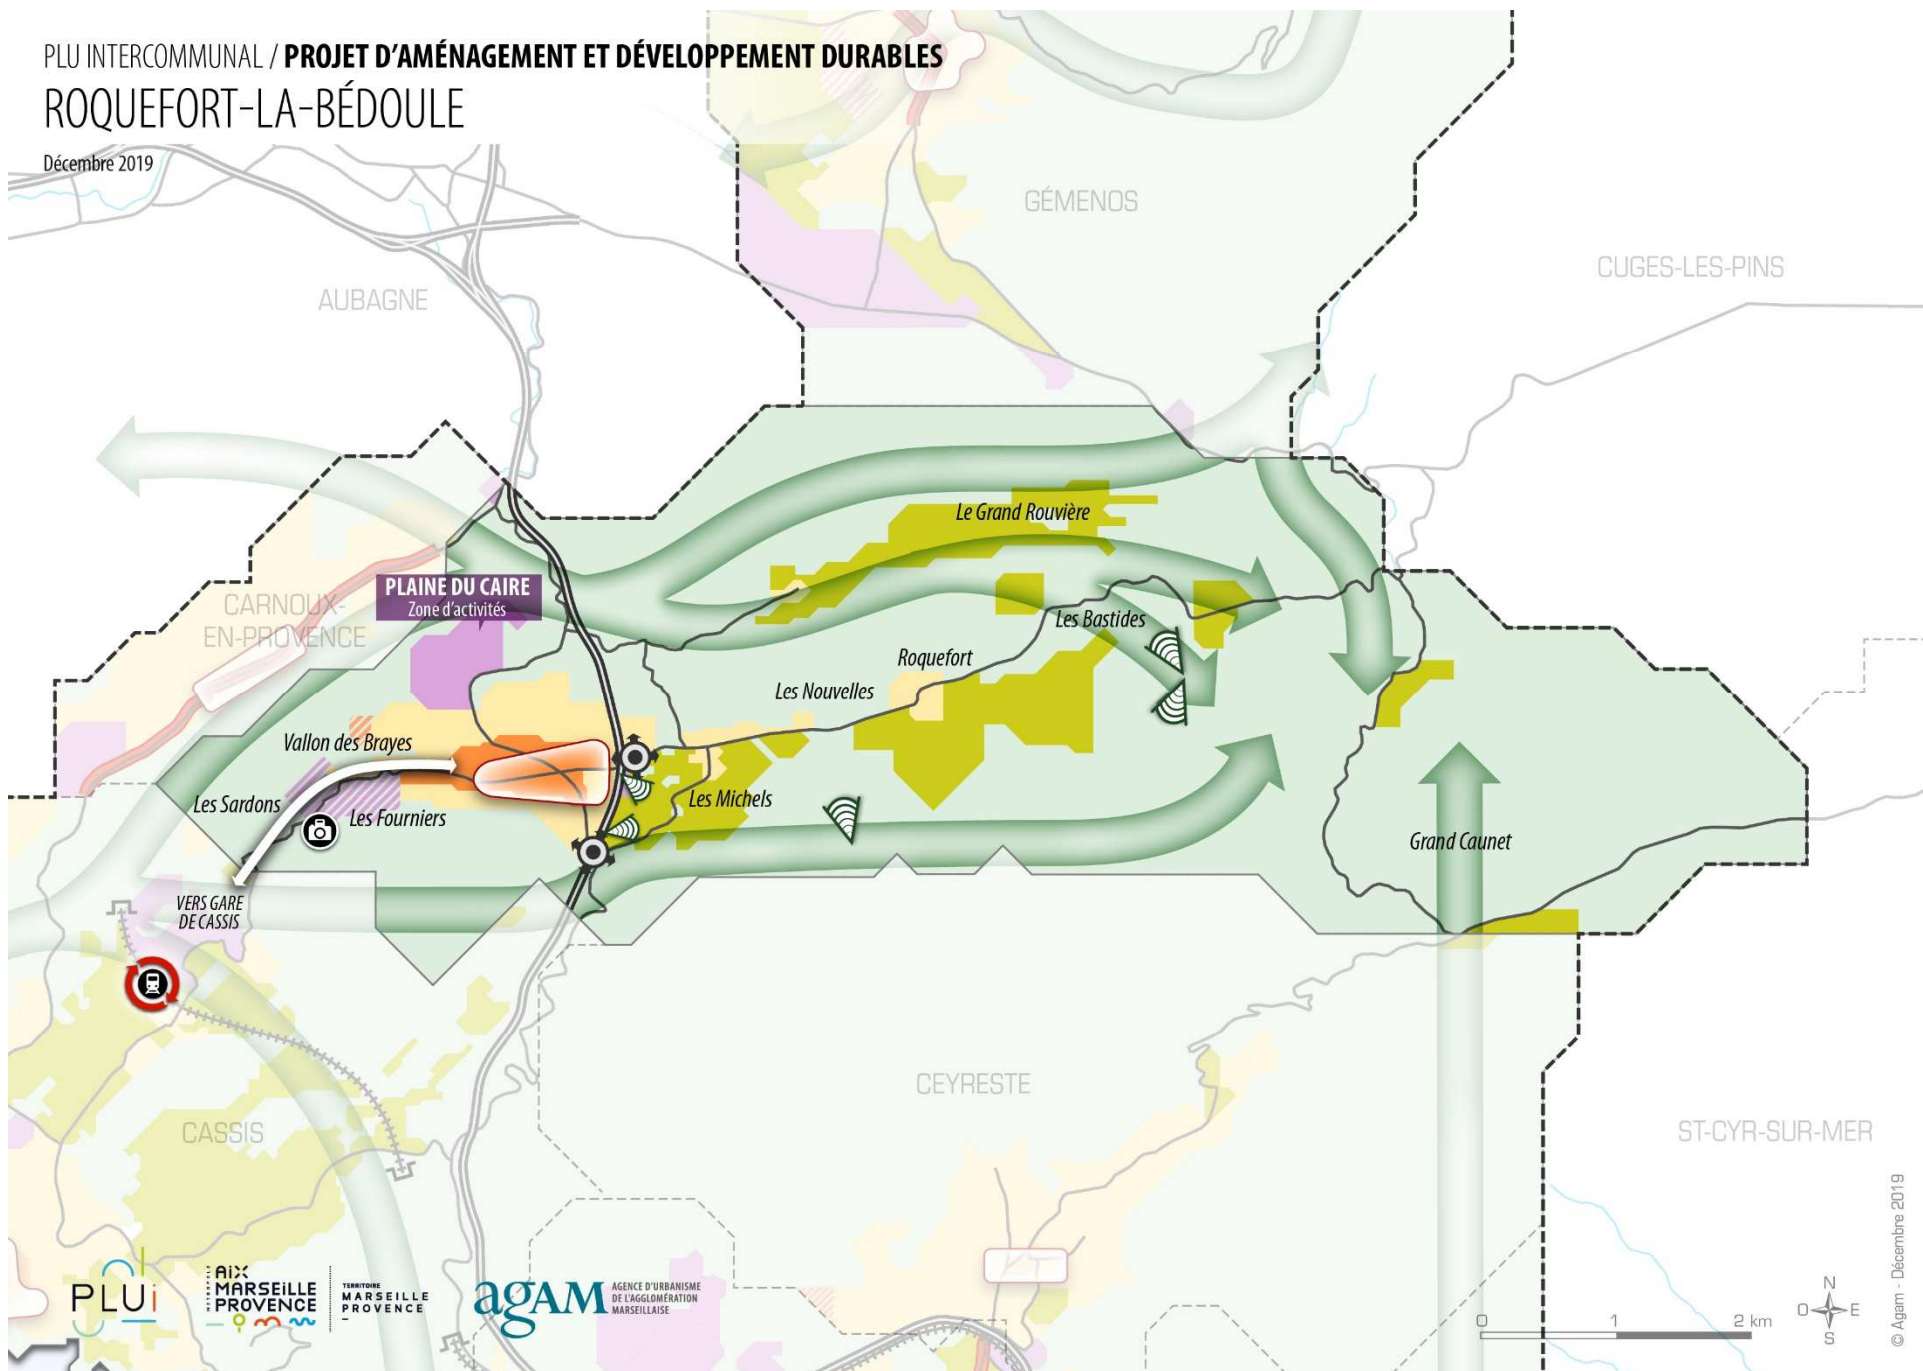 PLU INTERCOMMUNAL / PROJET D'AMÉNAGEMENT ET DÉVELOPPEMENT DURABLES
ROQUEFORT-LA-BÉDOULE
Décembre 2019
GÉMENOS
CUGES-LES-PINS
AUBAGNE
Le Grand Rouvière
PLAINE DU CAIRE
Zone d'activités
CARNOUX-
EN-PROVENCE
Les Bastides
Roquefort
Les Nouvelles
Vallon des Brayes
Les Sardons
Les Fourniers
Les Michels
Grand Caunet
VERS GARE
DE CASSIS
CEYRESTE
CASSIS
ST-CYR-SUR-MER
PLUi
MÉTROPOLE
AIX
MARSEILLE
PROVENCE
TERRITOIRE
MARSEILLE
PROVENCE
agAM
AGENCE D'URBANISME
DE L'AGGLOMÉRATION
MARSEILLAISE
0 1 2 km
N
O E
S
© Agam - Décembre 2019